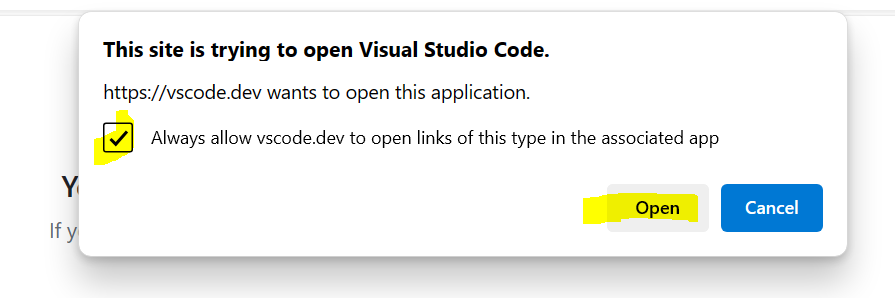 This site is trying to open Visual Studio Code.
https://vscode.dev wants to open this application.
Always allow vscode.dev to open links of this type in the associated app
Open Cancel
If